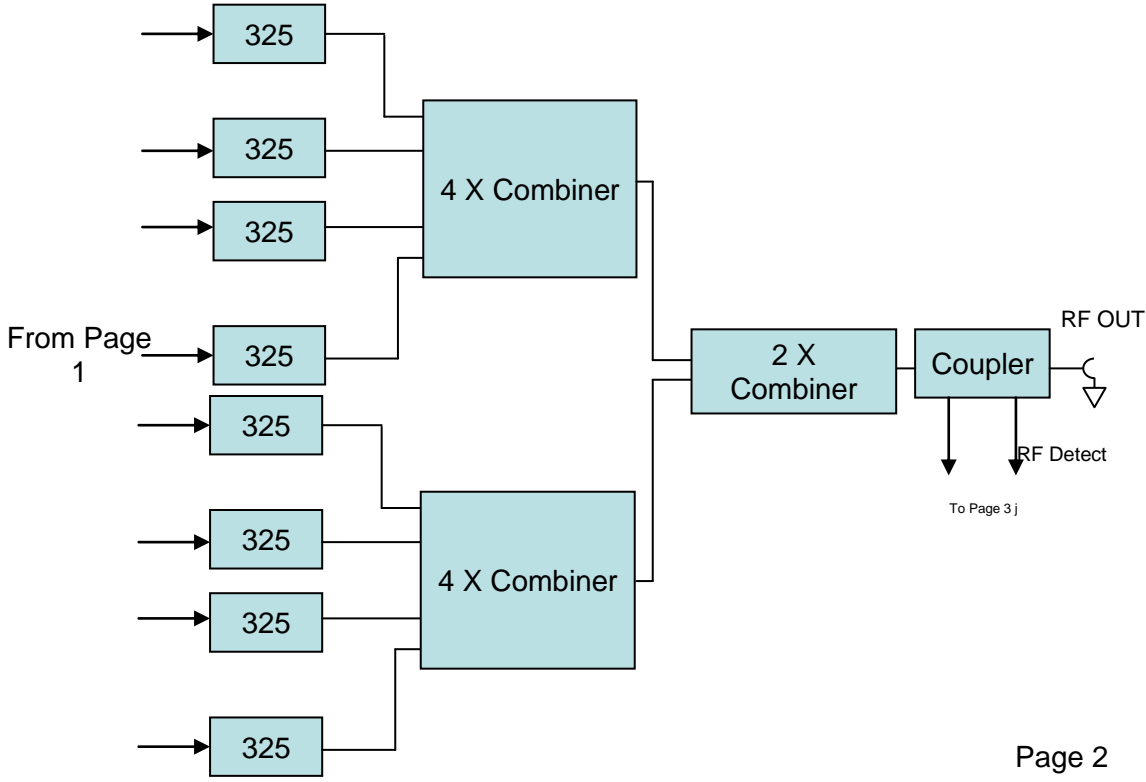 325
325
4 X Combiner
325
From Page
1
325
RF OUT
2 X
Combiner
Coupler
325
RF Detect
To Page 3 j
325
4 X Combiner
325
325
Page 2